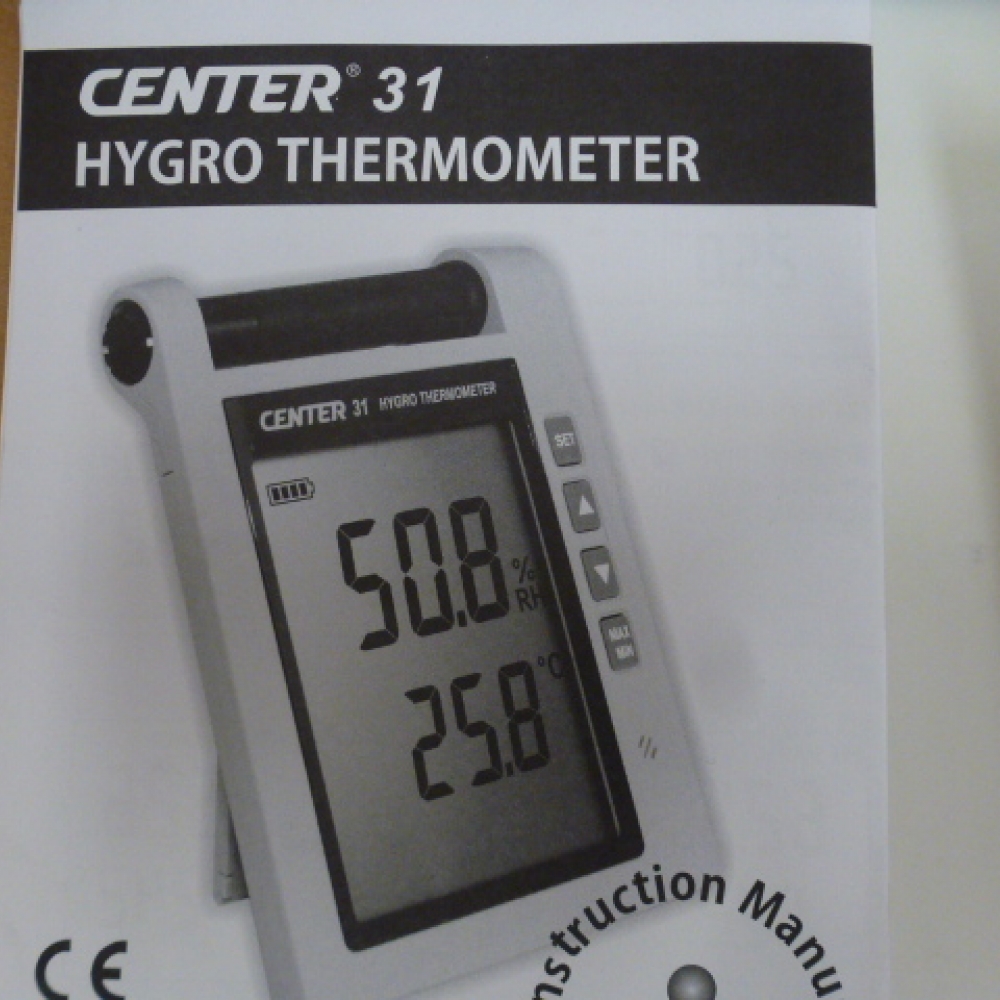 CENTER® 31
HYGRO THERMOMETER
CENTER 31 HYGRO THERMOMETER
SET
50.8 % RH
MAX
MIN
25.8 °C
nstruction Manu
CE